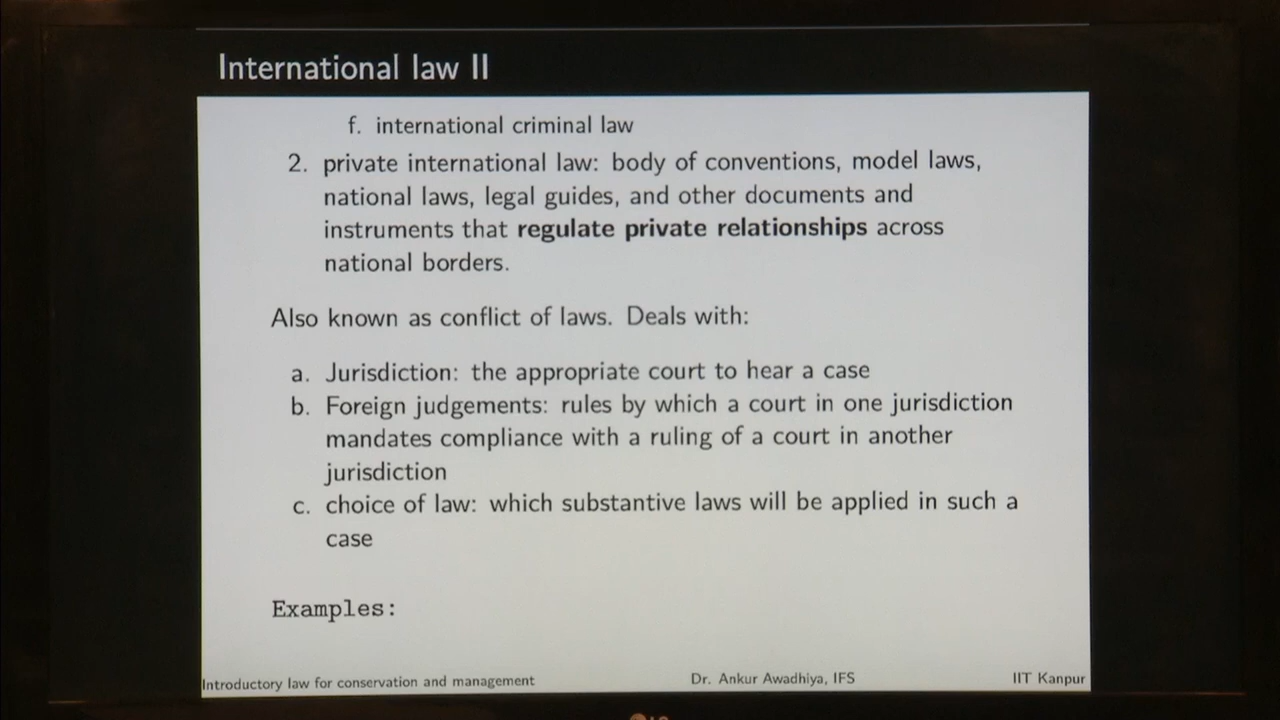 International law II
f. international criminal law
2. private international law: body of conventions, model laws,
national laws, legal guides, and other documents and
instruments that regulate private relationships across
national borders.
Also known as conflict of laws. Deals with:
a. Jurisdiction: the appropriate court to hear a case
b. Foreign judgements: rules by which a court in one jurisdiction
mandates compliance with a ruling of a court in another
jurisdiction
c. choice of law: which substantive laws will be applied in such a
case
Examples:
Introductory law for conservation and management Dr. Ankur Awadhiya, IFS IIT Kanpur